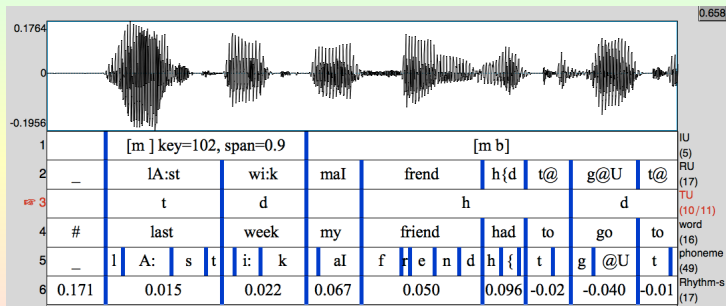 0.658
0.1764
0
-0.1956
1 [m ] key=102, span=0.9 [m b] IU (5)
2 _ lA:st wi:k maI frend h{d t@ g@U t@ RU (17)
3 t d h d TU (10/11)
4 # last week my friend had to go to word (16)
5 _ l A: s t i: k aI f r e n d h { t g @U t phoneme (49)
6 0.171 0.015 0.022 0.067 0.050 0.096 -0.02 -0.040 -0.01 Rhythm-s (17)